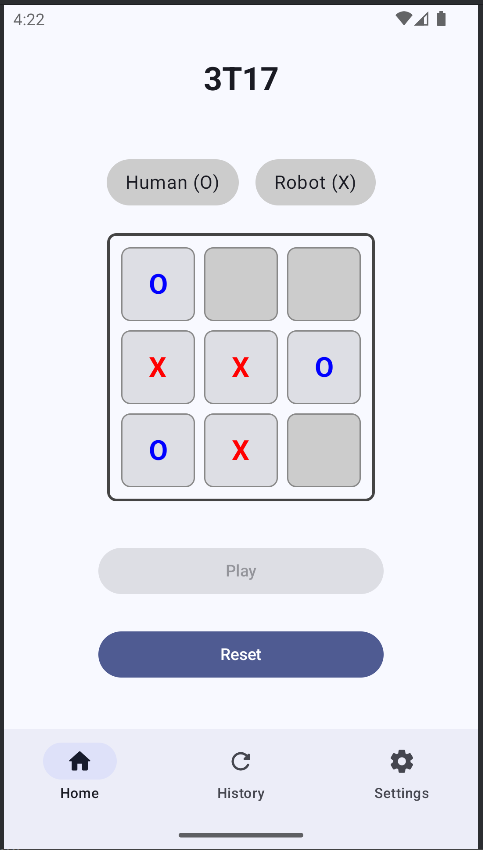 4:22
3T17
Human (O) Robot (X)
O
X X O
O X
Play
Reset
Home History Settings